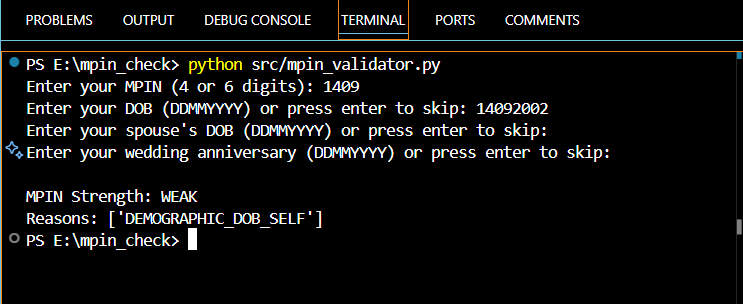 PROBLEMS OUTPUT DEBUG CONSOLE TERMINAL PORTS COMMENTS
PS E:\mpin_check> python src/mpin_validator.py
Enter your MPIN (4 or 6 digits): 1409
Enter your DOB (DDMMYYYY) or press enter to skip: 14092002
Enter your spouse's DOB (DDMMYYYY) or press enter to skip:
Enter your wedding anniversary (DDMMYYYY) or press enter to skip:
MPIN Strength: WEAK
Reasons: ['DEMOGRAPHIC_DOB_SELF']
PS E:\mpin_check>